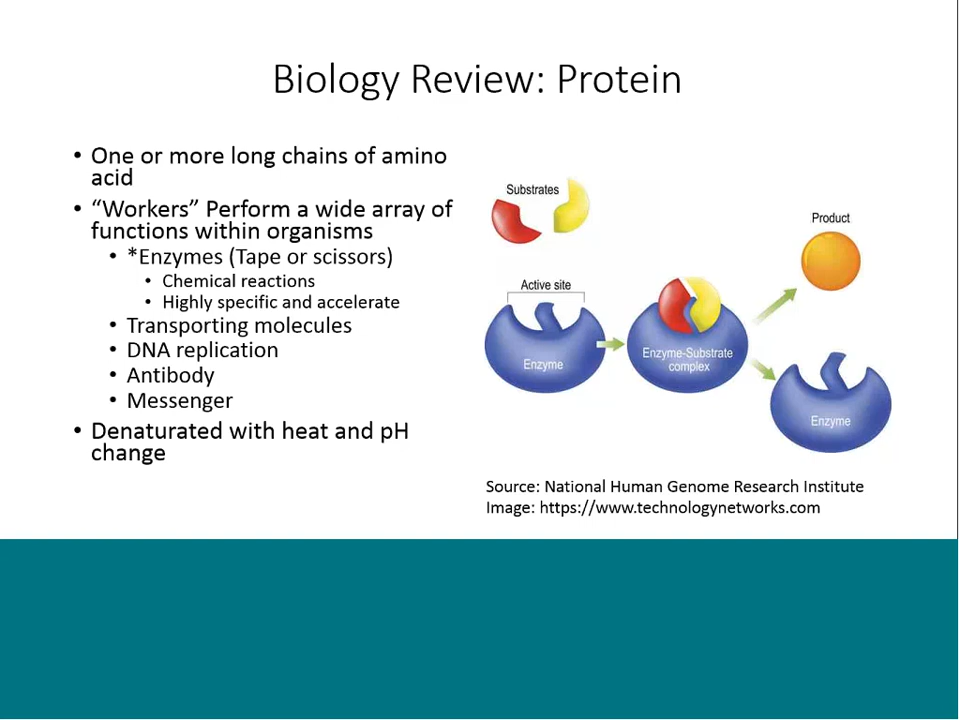 Biology Review: Protein
• One or more long chains of amino
acid
• “Workers” Perform a wide array of
functions within organisms
• *Enzymes (Tape or scissors)
• Chemical reactions
• Highly specific and accelerate
• Transporting molecules
• DNA replication
• Antibody
• Messenger
• Denaturated with heat and pH
change
Substrates
Product
Active site
Enzyme
Enzyme-Substrate
complex
Enzyme
Source: National Human Genome Research Institute
Image: https://www.technologynetworks.com